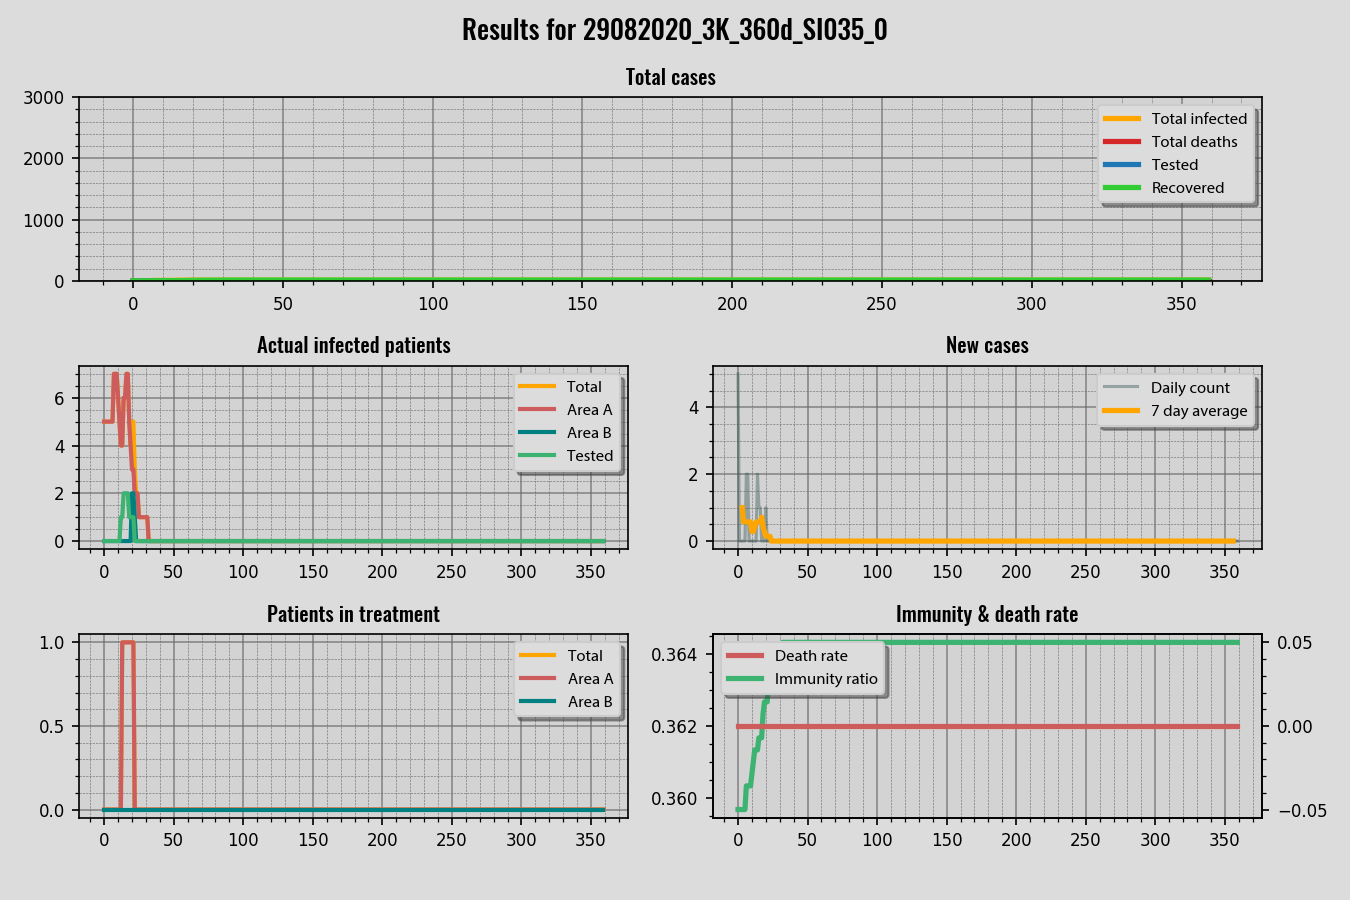 Results for 29082020_3K_360d_SI035_0
Total cases
3000
2000
1000
0
Total infected
Total deaths
Tested
Recovered
0 50 100 150 200 250 300 350
Actual infected patients
6
4
2
0
Total
Area A
Area B
Tested
0 50 100 150 200 250 300 350
New cases
4
2
0
Daily count
7 day average
0 50 100 150 200 250 300 350
Patients in treatment
1.0
0.5
0.0
Total
Area A
Area B
0 50 100 150 200 250 300 350
Immunity & death rate
0.364
0.362
0.360
Death rate
Immunity ratio
0.05
0.00
−0.05
0 50 100 150 200 250 300 350